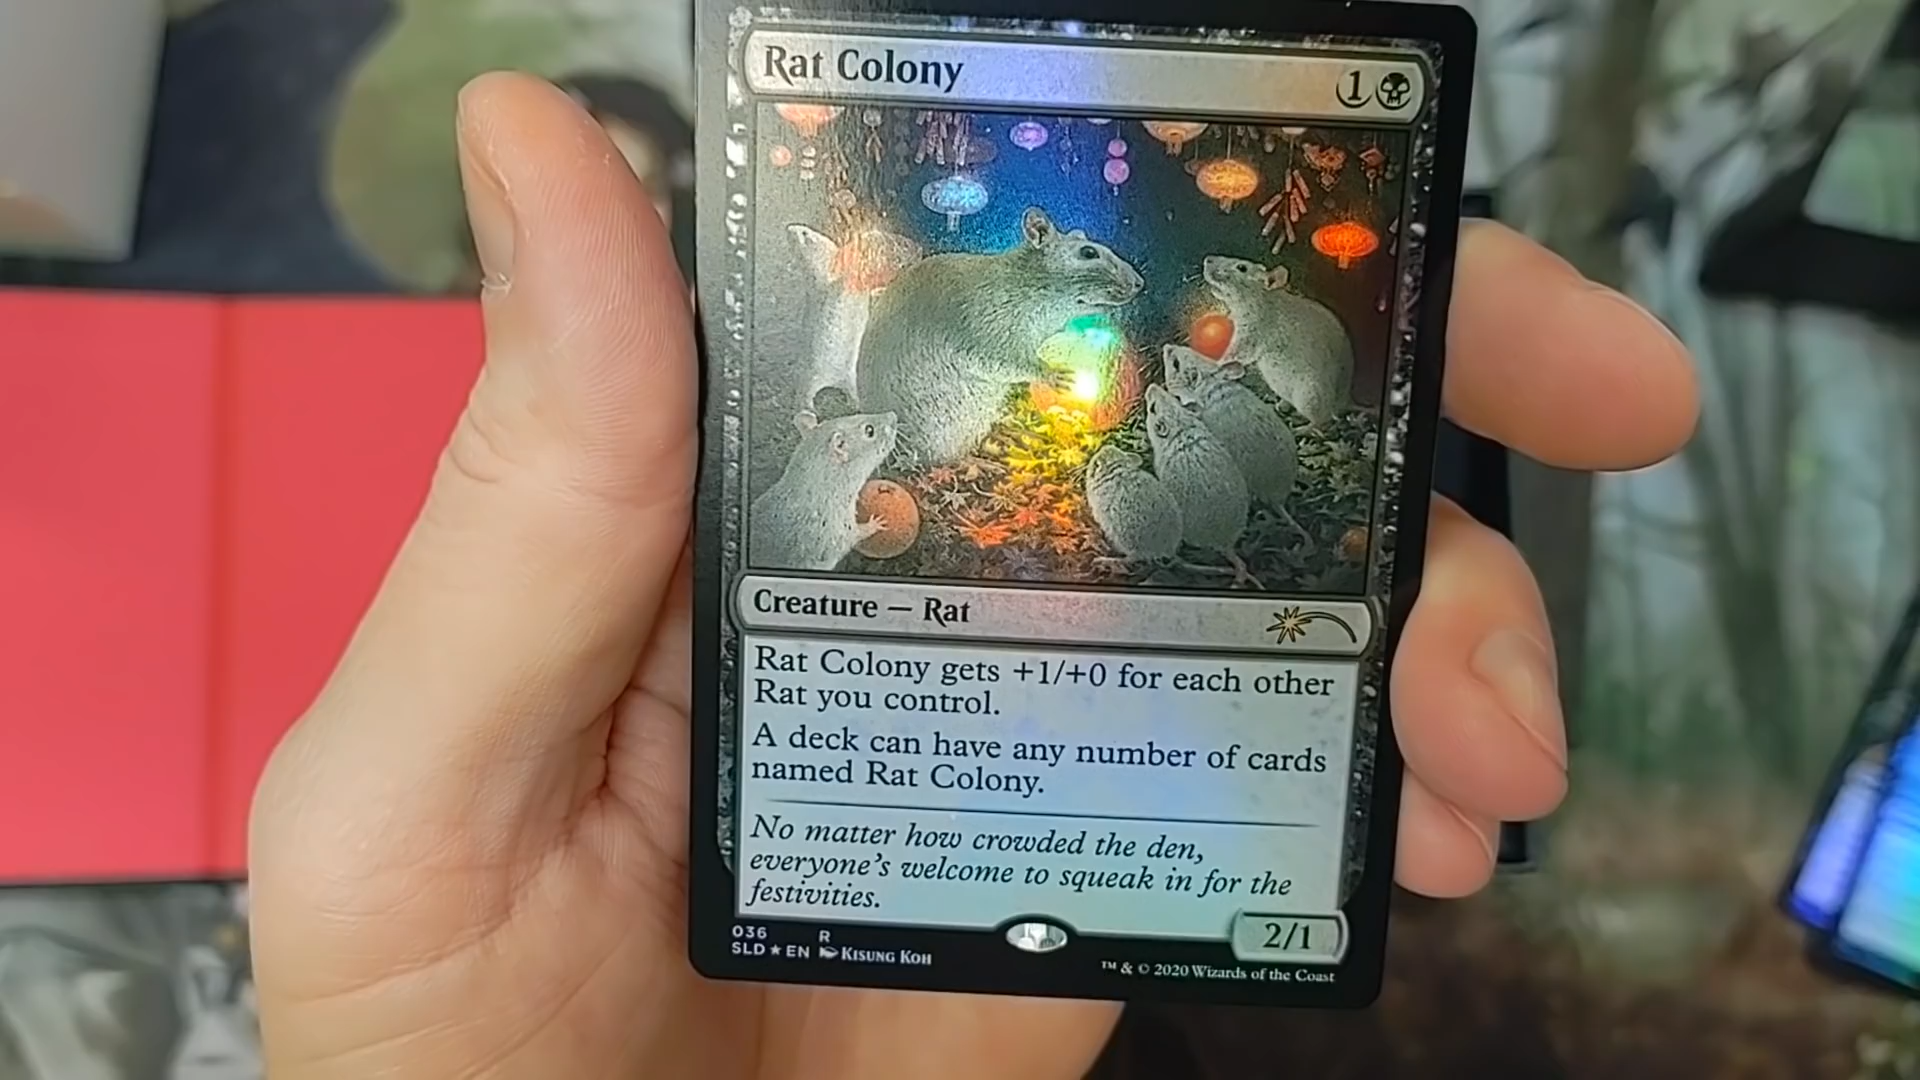 Rat Colony 1
Creature — Rat
Rat Colony gets +1/+0 for each other
Rat you control.
A deck can have any number of cards
named Rat Colony.
No matter how crowded the den,
everyone's welcome to squeak in for the
festivities.
2/1
036 R
SLD ★ EN Kisung Koh
™ & © 2020 Wizards of the Coast